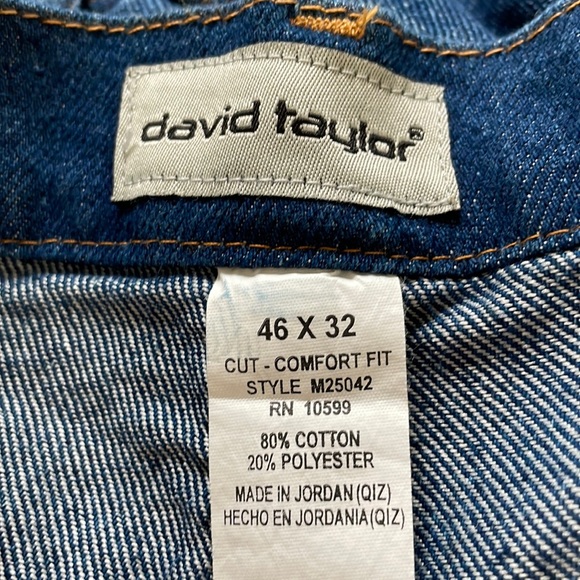 david taylor®
46 X 32
CUT - COMFORT FIT
STYLE M25042
RN 10599
80% COTTON
20% POLYESTER
MADE IN JORDAN (QIZ)
HECHO EN JORDANIA(QIZ)